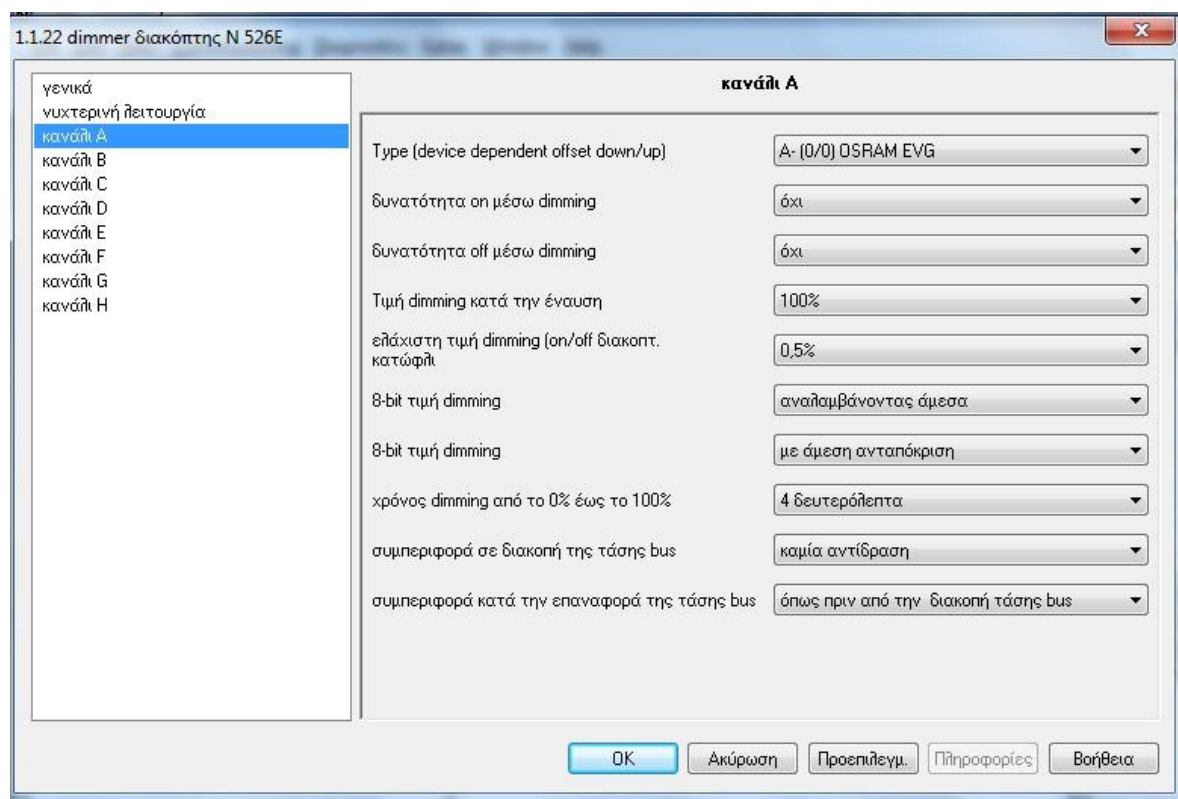 1.1.22 dimmer διακόπτης N 526E
γενικά
νυχτερινή λειτουργία
κανάλι A
κανάλι B
κανάλι C
κανάλι D
κανάλι E
κανάλι F
κανάλι G
κανάλι H
κανάλι A
Type (device dependent offset down/up)
A- (0/0) OSRAM EVG
δυνατότητα on μέσω dimming
όχι
δυνατότητα off μέσω dimming
όχι
Τιμή dimming κατά την έναυση
100%
ελάχιστη τιμή dimming (on/off διακοπτ.
κατώφλι
0,5%
8-bit τιμή dimming
αναλαμβάνοντας άμεσα
8-bit τιμή dimming
με άμεση ανταπόκριση
χρόνος dimming από το 0% έως το 100%
4 δευτερόλεπτα
συμπεριφορά σε διακοπή της τάσης bus
καμία αντίδραση
συμπεριφορά κατά την επαναφορά της τάσης bus
όπως πριν από την διακοπή τάσης bus
OK
Ακύρωση
Προεπιλεγμ.
Πληροφορίες
Βοήθεια